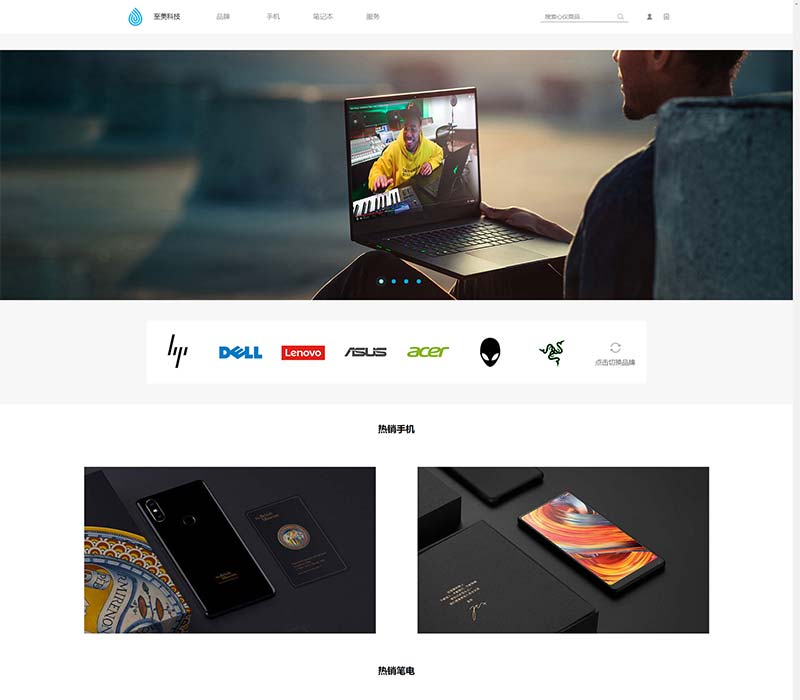 至美科技 品牌 手机 笔记本 服务 搜索心仪商品...
hp DELL Lenovo ASUS acer
点击切换品牌
热销手机
热销笔电